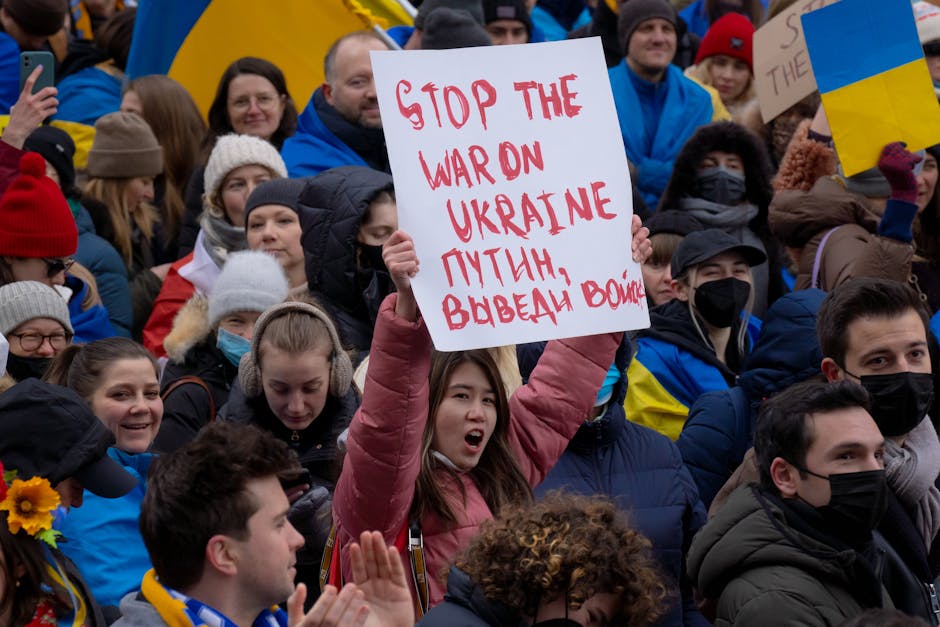 STOP THE
WAR ON
UKRAINE
ПУТИН,
ВЫВЕДИ ВОЙСКА
THE